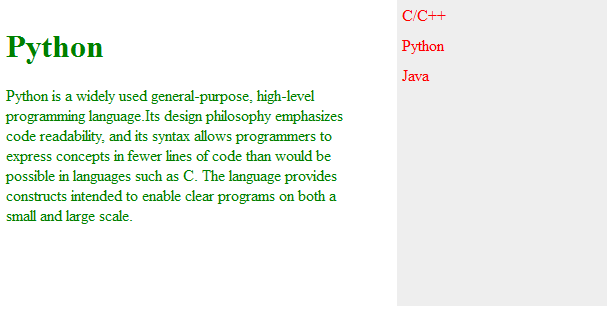 Python
Python is a widely used general-purpose, high-level
programming language.Its design philosophy emphasizes
code readability, and its syntax allows programmers to
express concepts in fewer lines of code than would be
possible in languages such as C. The language provides
constructs intended to enable clear programs on both a
small and large scale.
C/C++
Python
Java